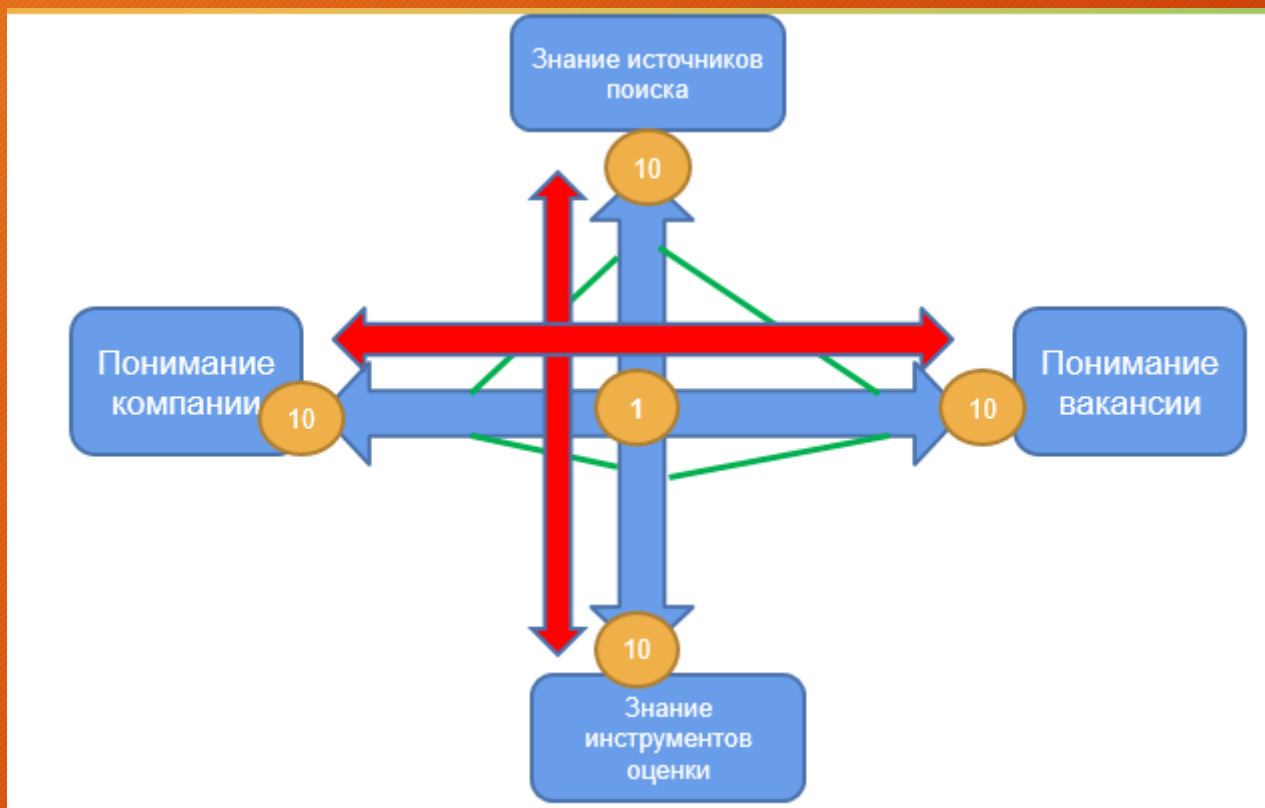 Знание источников
поиска
10
Понимание
компании
10
1
10
Понимание
вакансии
10
Знание
инструментов
оценки